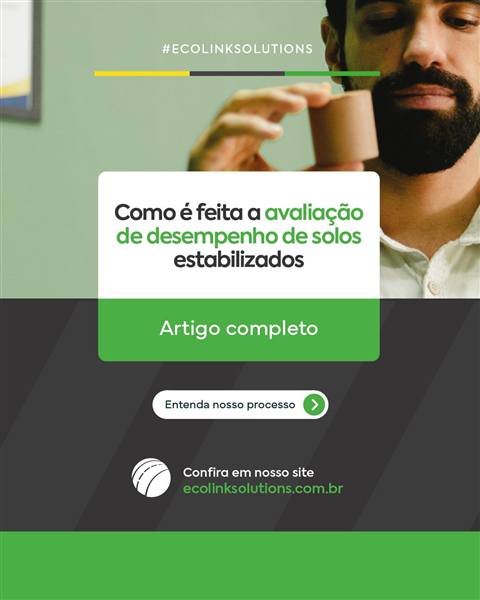 #ECOLINKSOLUTIONS
Como é feita a avaliação
de desempenho de solos
estabilizados
Artigo completo
Entenda nosso processo
Confira em nosso site
ecolinksolutions.com.br